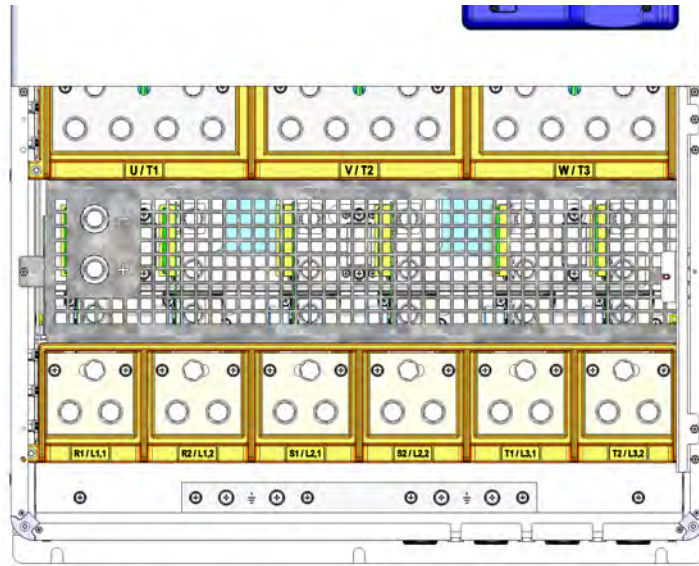 U / T1 V / T2 W / T3
−
+
R1 / L1,1 R2 / L1,2 S1 / L2,1 S2 / L2,2 T1 / L3,1 T2 / L3,2